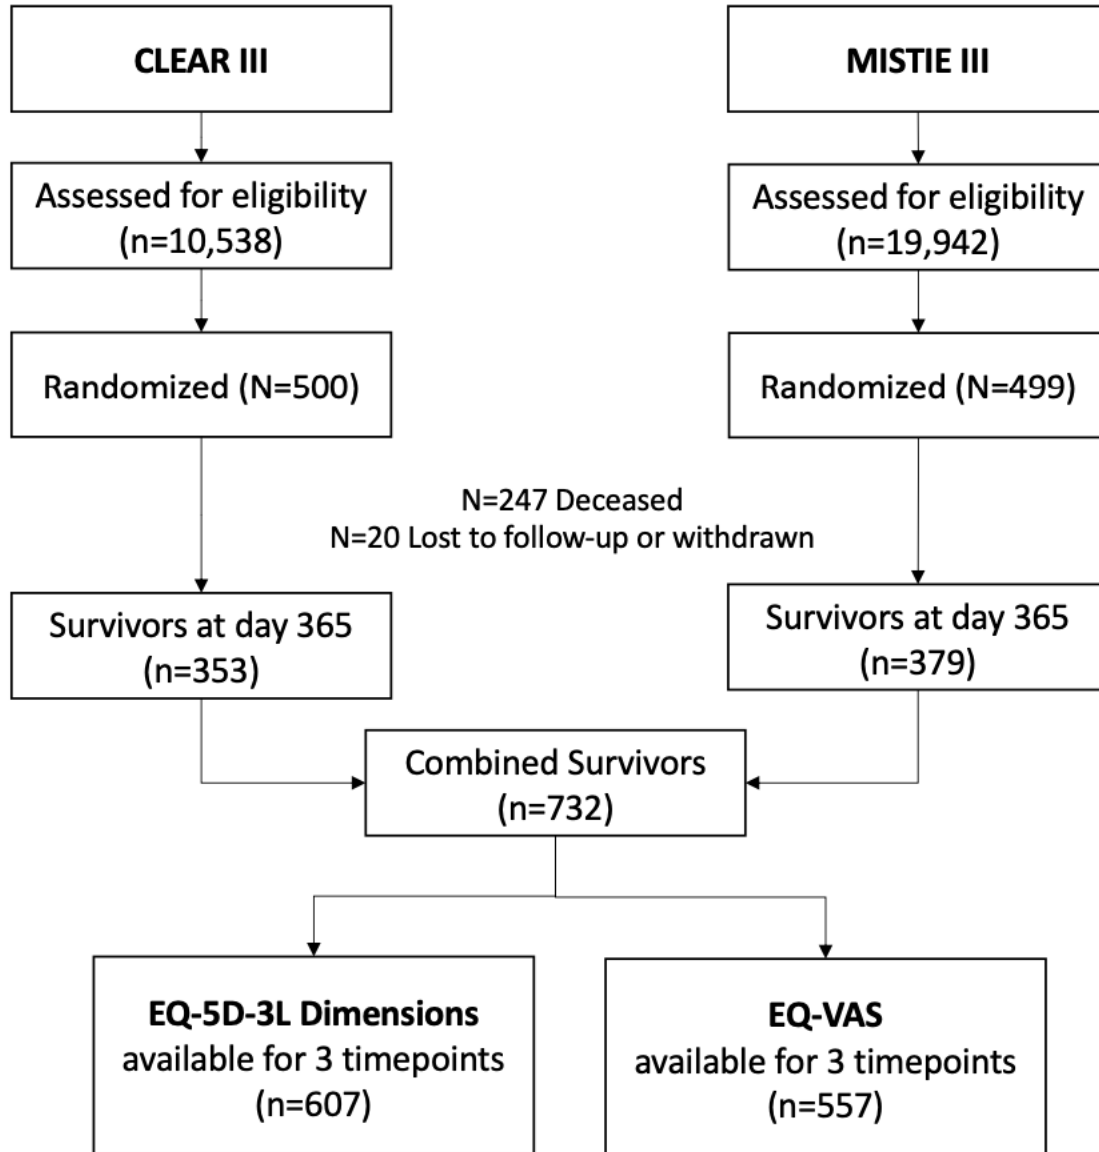 CLEAR III
MISTIE III
Assessed for eligibility
(n=10,538)
Assessed for eligibility
(n=19,942)
Randomized (N=500)
Randomized (N=499)
N=247 Deceased
N=20 Lost to follow-up or withdrawn
Survivors at day 365
(n=353)
Survivors at day 365
(n=379)
Combined Survivors
(n=732)
EQ-5D-3L Dimensions
available for 3 timepoints
(n=607)
EQ-VAS
available for 3 timepoints
(n=557)